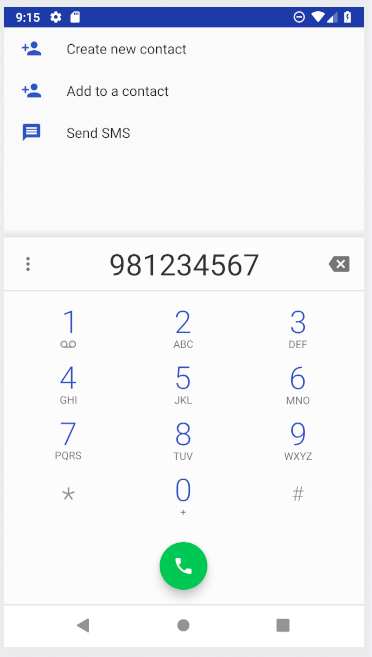 9:15
Create new contact
Add to a contact
Send SMS
981234567
1 2 3
ABC DEF
4 5 6
GHI JKL MNO
7 8 9
PQRS TUV WXYZ
* 0 #
+